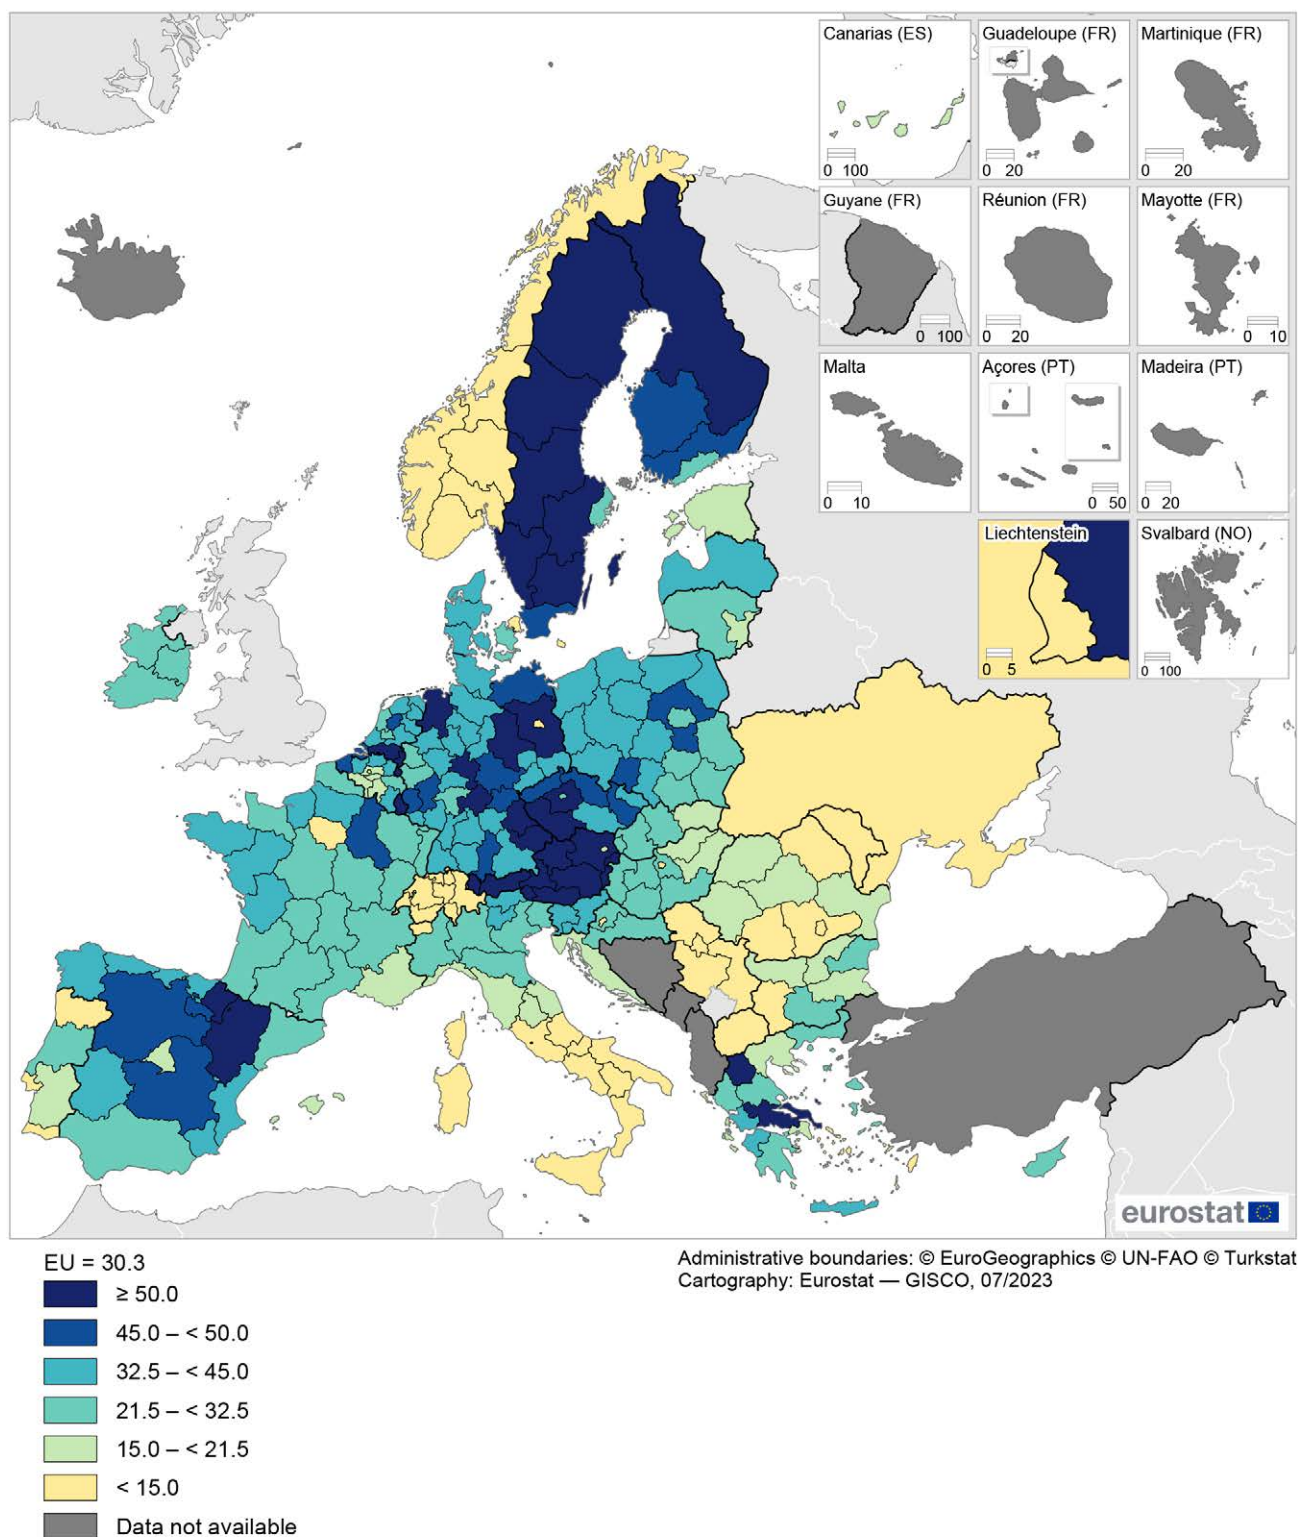 Canarias (ES)
0 100
Guadeloupe (FR)
0 20
Martinique (FR)
0 20
Guyane (FR)
0 100
Réunion (FR)
0 20
Mayotte (FR)
0 10
Malta
0 10
Açores (PT)
0 50
Madeira (PT)
0 20
Liechtenstein
0 5
Svalbard (NO)
0 100
eurostat
EU = 30.3
≥ 50.0
45.0 – < 50.0
32.5 – < 45.0
21.5 – < 32.5
15.0 – < 21.5
< 15.0
Data not available
Administrative boundaries: © EuroGeographics © UN-FAO © Turkstat
Cartography: Eurostat — GISCO, 07/2023